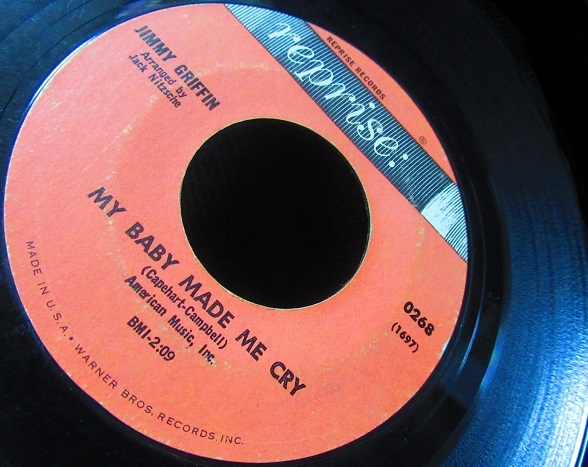 REPRISE RECORDS
reprise:
®
JIMMY GRIFFIN
Arranged by
Jack Nitzsche
0268
(1697)
MY BABY MADE ME CRY
(Capehart-Campbell)
American Music, Inc.
BMI-2:09
MADE IN U.S.A. • WARNER BROS. RECORDS, INC.